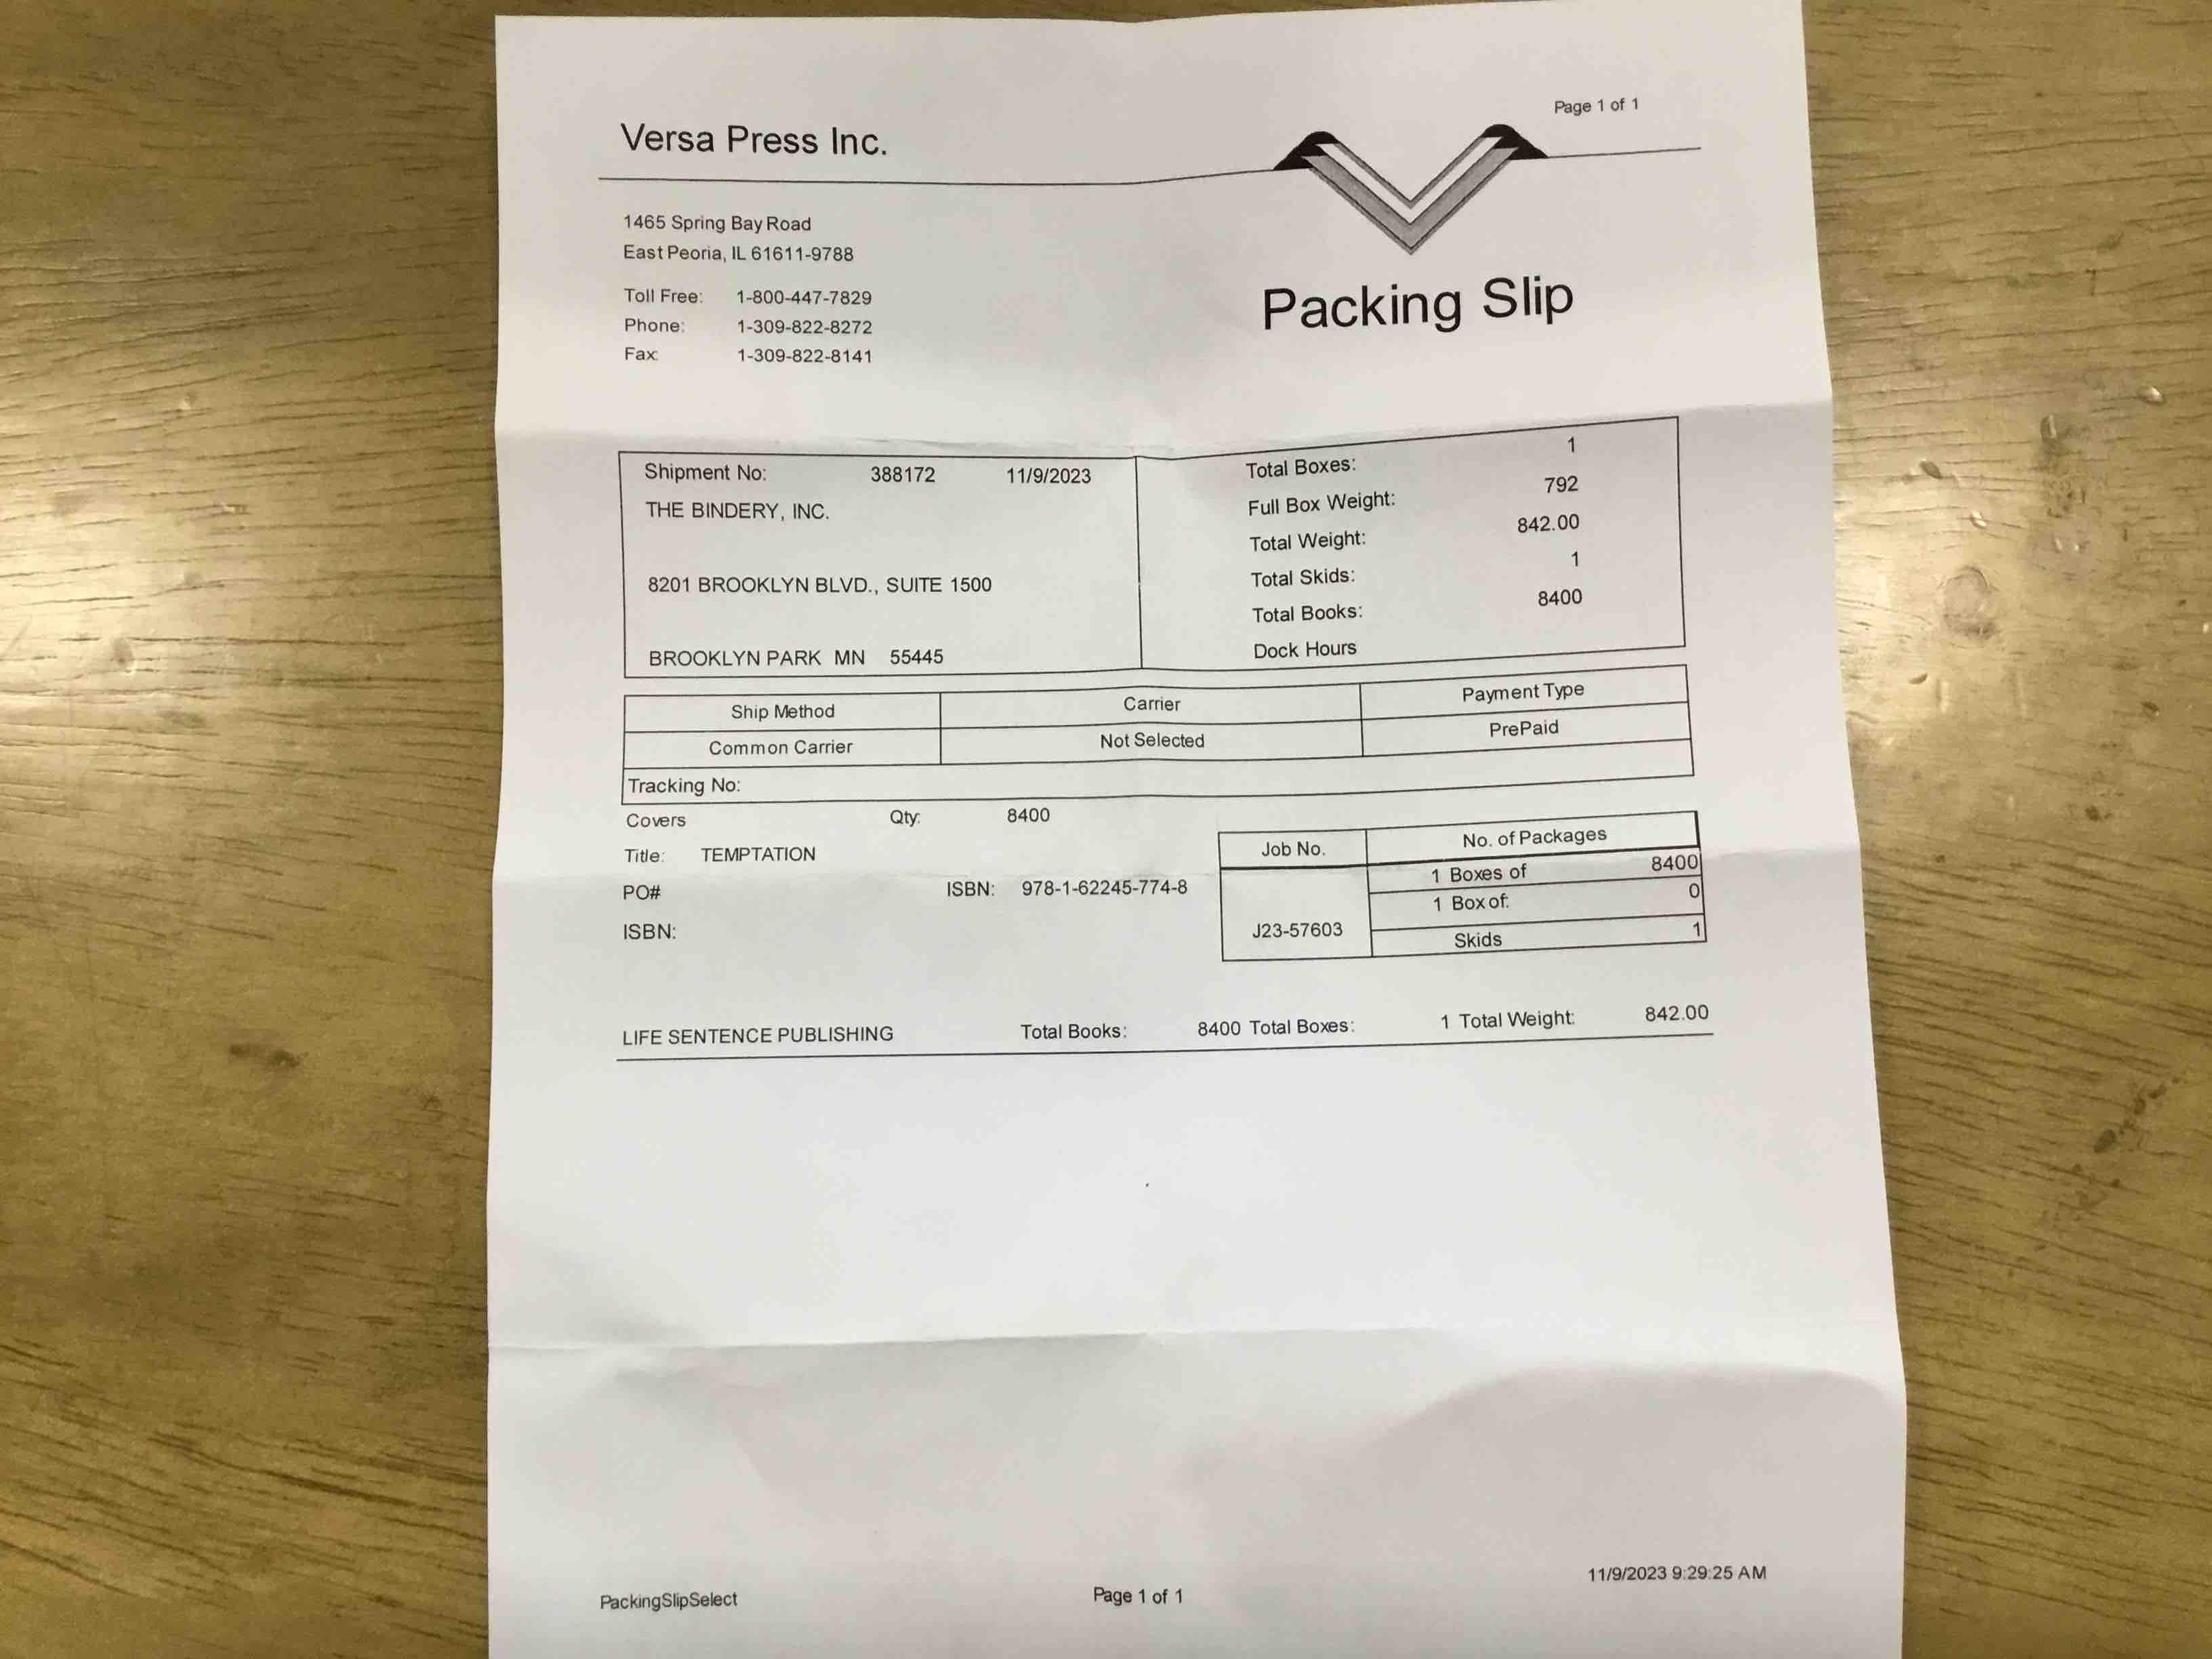 Page 1 of 1
Versa Press Inc.
1465 Spring Bay Road
East Peoria, IL 61611-9788
Toll Free: 1-800-447-7829
Phone: 1-309-822-8272
Fax: 1-309-822-8141
Packing Slip
Shipment No: 388172 11/9/2023
THE BINDERY, INC.
8201 BROOKLYN BLVD., SUITE 1500
BROOKLYN PARK MN 55445
Total Boxes: 1
Full Box Weight: 792
Total Weight: 842.00
Total Skids: 1
Total Books: 8400
Dock Hours
Ship Method Carrier Payment Type
Common Carrier Not Selected PrePaid
Tracking No:
Covers Qty: 8400
Title: TEMPTATION
PO# ISBN: 978-1-62245-774-8
ISBN:
Job No. No. of Packages
1 Boxes of 8400
1 Box of: 0
J23-57603 Skids 1
LIFE SENTENCE PUBLISHING Total Books: 8400 Total Boxes: 1 Total Weight: 842.00
PackingSlipSelect Page 1 of 1 11/9/2023 9:29:25 AM